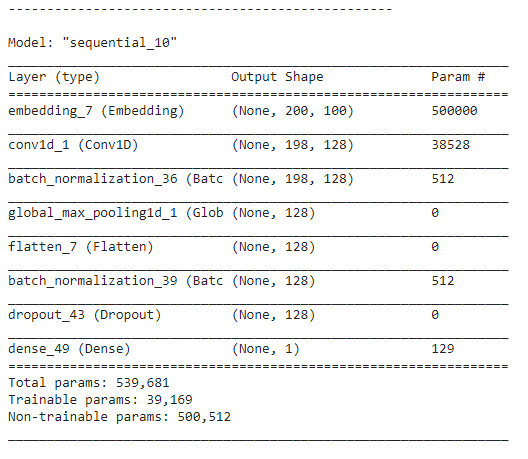 --------------------------------------------------
Model: "sequential_10"
_________________________________________________________________
Layer (type)                 Output Shape              Param #
=================================================================
embedding_7 (Embedding)      (None, 200, 100)          500000
_________________________________________________________________
conv1d_1 (Conv1D)            (None, 198, 128)          38528
_________________________________________________________________
batch_normalization_36 (Batc (None, 198, 128)          512
_________________________________________________________________
global_max_pooling1d_1 (Glob (None, 128)               0
_________________________________________________________________
flatten_7 (Flatten)          (None, 128)               0
_________________________________________________________________
batch_normalization_39 (Batc (None, 128)               512
_________________________________________________________________
dropout_43 (Dropout)         (None, 128)               0
_________________________________________________________________
dense_49 (Dense)             (None, 1)                 129
=================================================================
Total params: 539,681
Trainable params: 39,169
Non-trainable params: 500,512
_________________________________________________________________